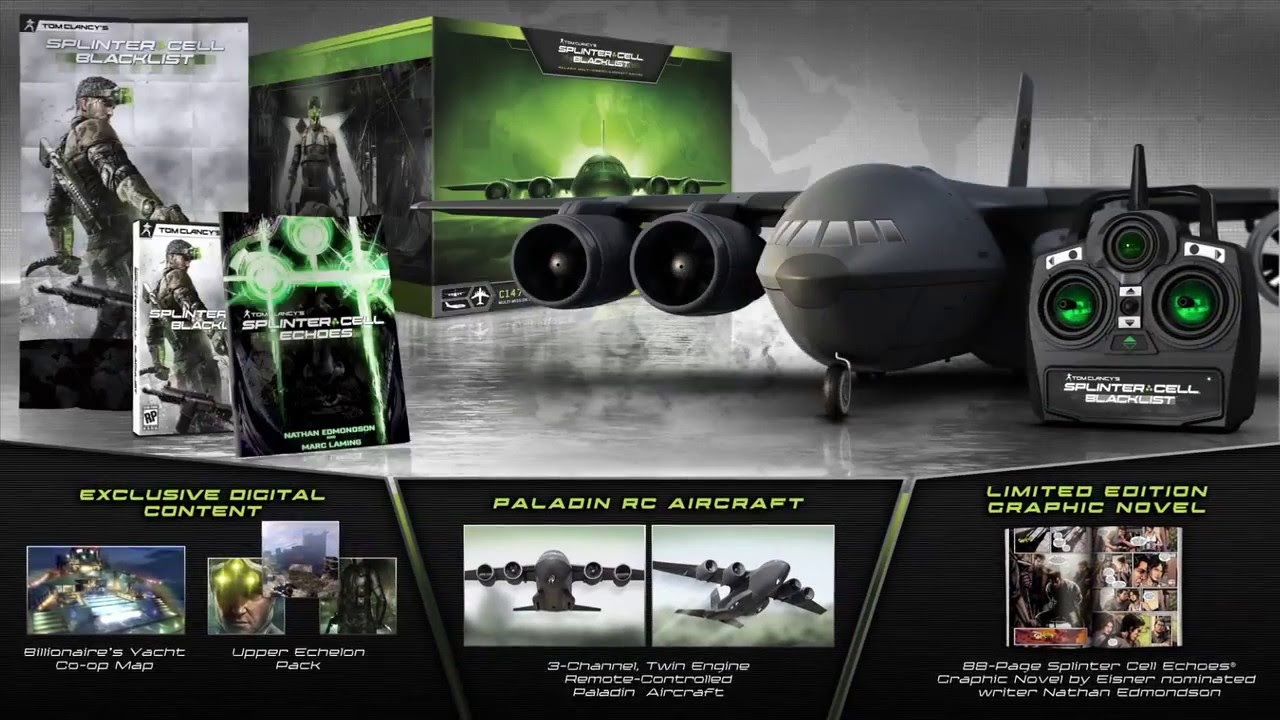 TOM CLANCY'S
SPLINTER CELL
BLACKLIST
TOM CLANCY'S
SPLINTER CELL
BLACKLIST
TOM CLANCY'S
SPLINTER
BLACKL
RP
TOM CLANCY'S
SPLINTER CELL
ECHOES
NATHAN EDMONDSON
AND
MARC LAMING
C147
TOM CLANCY'S
SPLINTER CELL
BLACKLIST
EXCLUSIVE DIGITAL
CONTENT
Billionaire's Yacht
Co-op Map
Upper Echelon
Pack
PALADIN RC AIRCRAFT
3-Channel, Twin Engine
Remote-Controlled
Paladin Aircraft
LIMITED EDITION
GRAPHIC NOVEL
88-Page Splinter Cell Echoes®
Graphic Novel by Eisner nominated
writer Nathan Edmondson